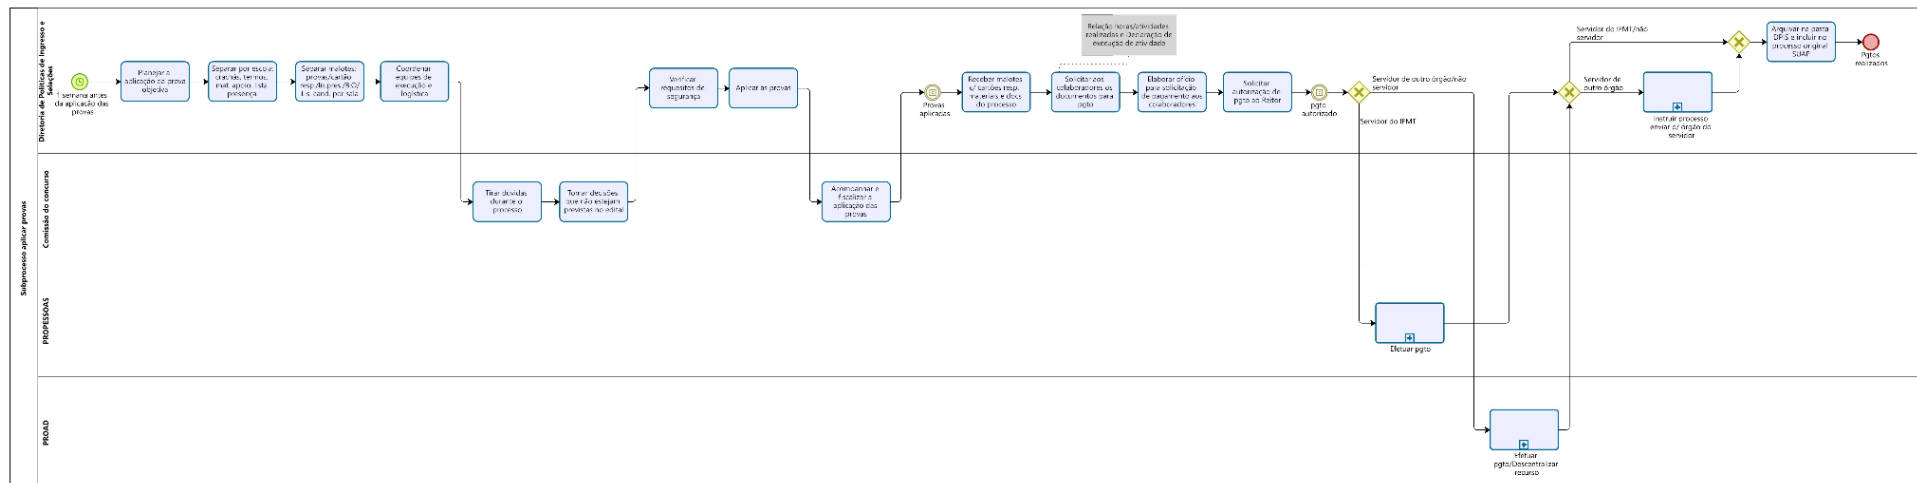 Subprocesso aplicar provas
Diretoria de Políticas de Ingresso e
Seleções
1 semana antes
da aplicação das
provas
Planejar a
aplicação da prova
objetiva
Separar por escola:
crachás, termos,
mat. apoio, lista
presença
Separar malotes:
provas/cartão
cand. por sala
Coordenar
equipes de
execução e
logística
Verificar
requisitos de
segurança
Aplicar as provas
Provas
aplicadas
Receber malotes
c/ cartões resp.
materiais e docs
do processo
Relação horas/atividades
realizadas e Declaração de
execução de atividade
Solicitar aos
colaboradores os
documentos para
pgto
Elaborar ofício
para solicitação
de pagamento aos
colaboradores
Solicitar
autorização de
pgto ao Reitor
pgto
autorizado
Servidor de outro órgão/não
servidor
Servidor do IFMT
Servidor do IFMT/não
servidor
Servidor de
outro órgão
Instruir processo
enviar p/ órgão do
servidor
Arquivar na pasta
DPIS e incluir no
processo original
SUAP
Pgtos
realizados
Comissão do concurso
Tirar dúvidas
durante o
processo
Tomar decisões
que não estejam
previstas no edital
Acompanhar e
fiscalizar a
aplicação das
provas
PROPESSOAS
Efetuar pgto
PROAD
Efetuar
pgto/Descentralizar
recurso